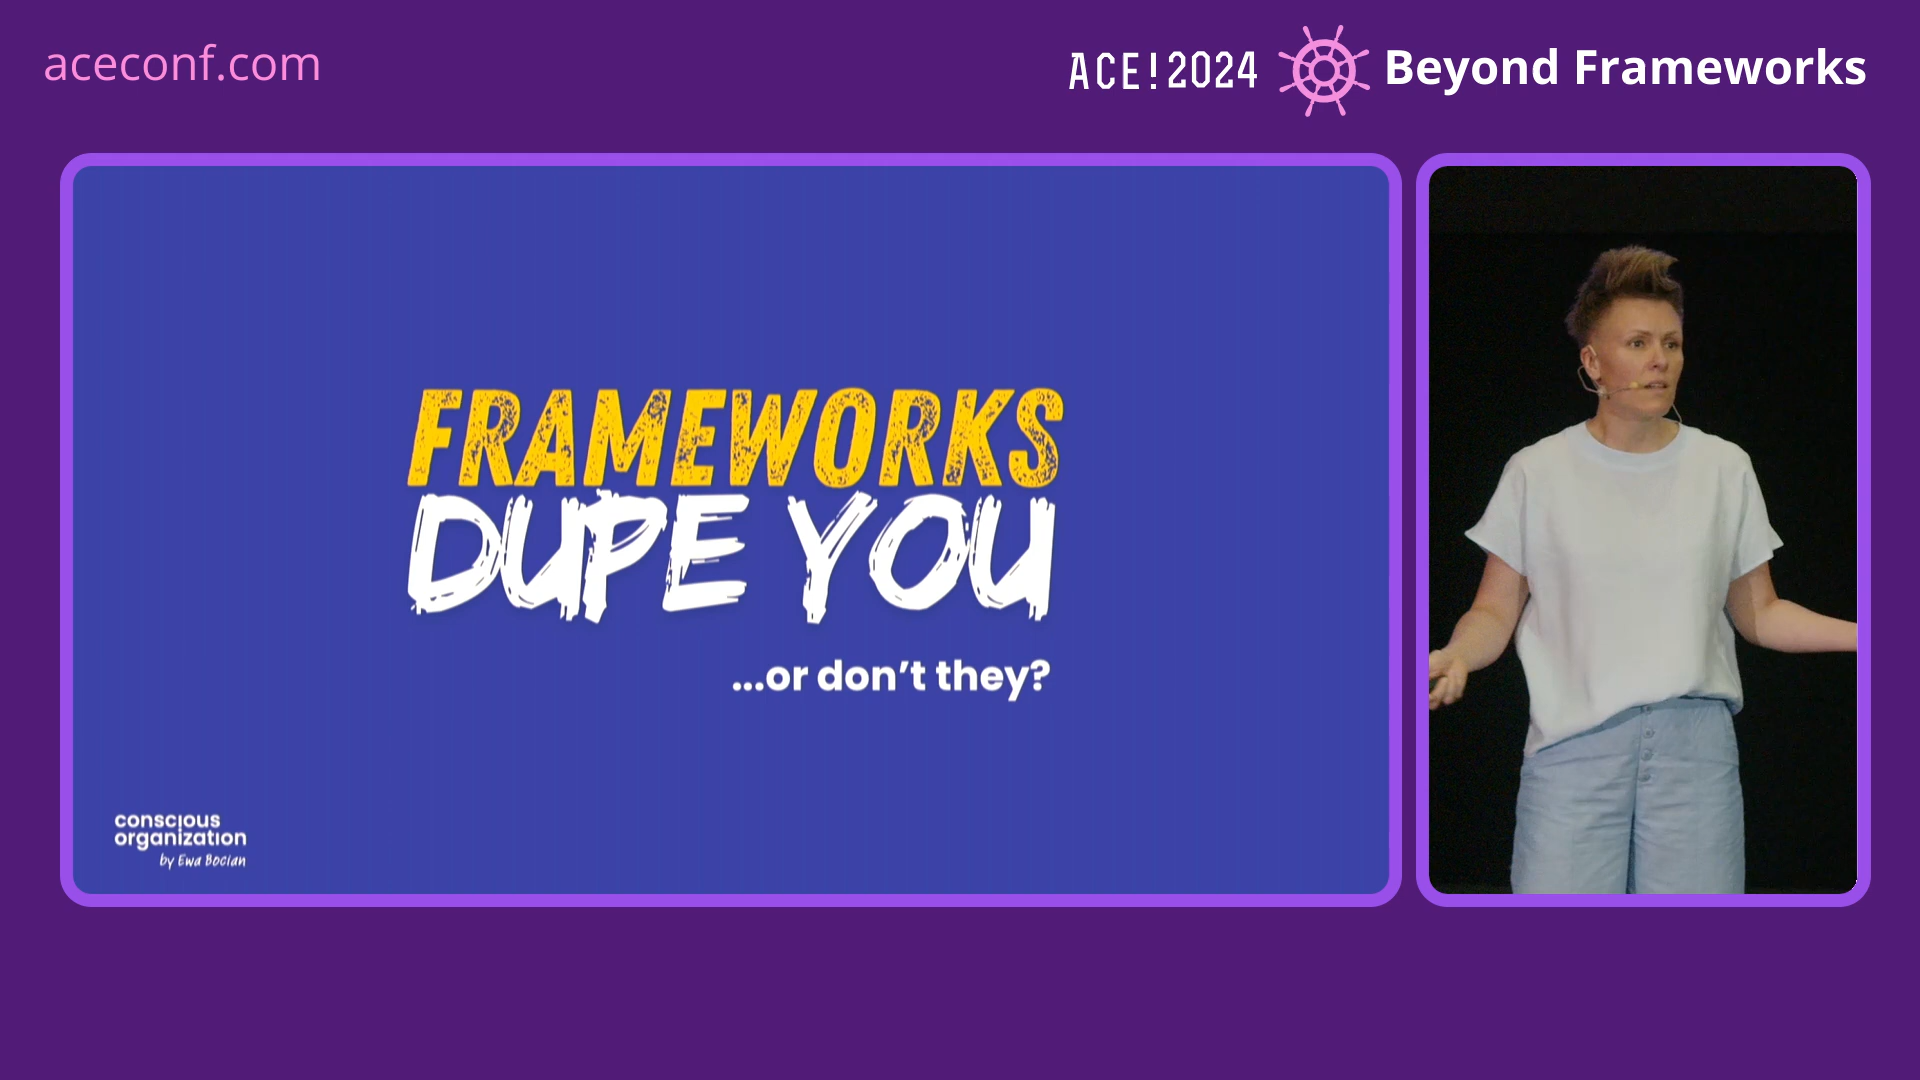 aceconf.com
ACE!2024 Beyond Frameworks
FRAMEWORKS
DUPE YOU
...or don't they?
conscious
organization
by Ewa Bocian